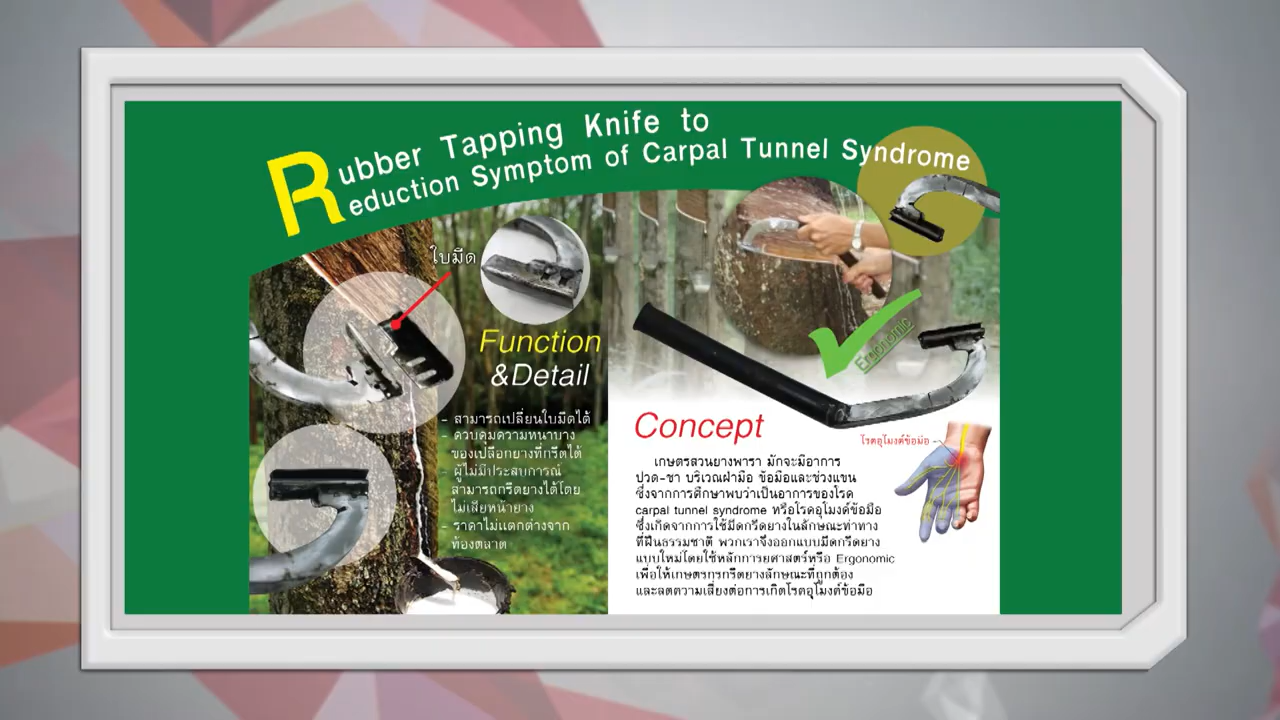 Rubber Tapping Knife to
Reduction Symptom of Carpal Tunnel Syndrome
ใบมีด
Function
&Detail
- สามารถเปลี่ยนใบมีดได้
- ควบคุมความหนาบาง
ของเปลือกยางที่กรีดได้
- ผู้ไม่มีประสบการณ์
สามารถกรีดยางได้โดย
ไม่เสียหน้ายาง
- ราคาไม่แตกต่างจาก
ท้องตลาด
Ergonomic
Concept
โรคอุโมงค์ข้อมือ -
เกษตรสวนยางพารา มักจะมีอาการ
ปวด-ชา บริเวณฝ่ามือ ข้อมือและช่วงแขน
ซึ่งจากการศึกษาพบว่าเป็นอาการของโรค
carpal tunnel syndrome หรือโรคอุโมงค์ข้อมือ
ซึ่งเกิดจากการใช้มีดกรีดยางในลักษณะท่าทาง
ที่ฝืนธรรมชาติ พวกเราจึงออกแบบมีดกรีดยาง
แบบใหม่โดยใช้หลักการยศาสตร์หรือ Ergonomic
เพื่อให้เกษตรกรกรีดยางลักษณะที่ถูกต้อง
และลดความเสี่ยงต่อการเกิดโรคอุโมงค์ข้อมือ